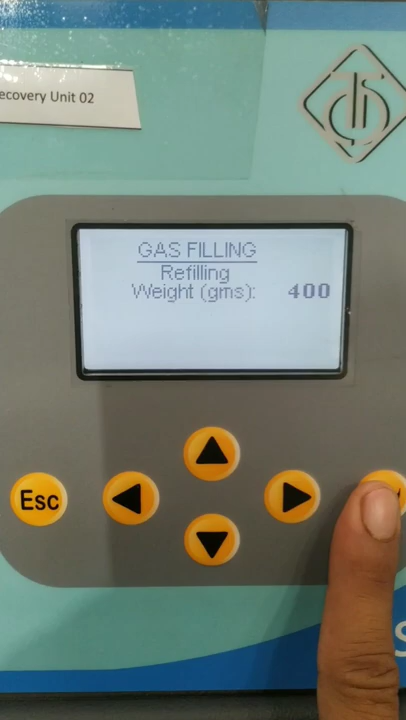 ecovery Unit 02
GAS FILLING
Refilling
Weight (gms): 400
Esc
S